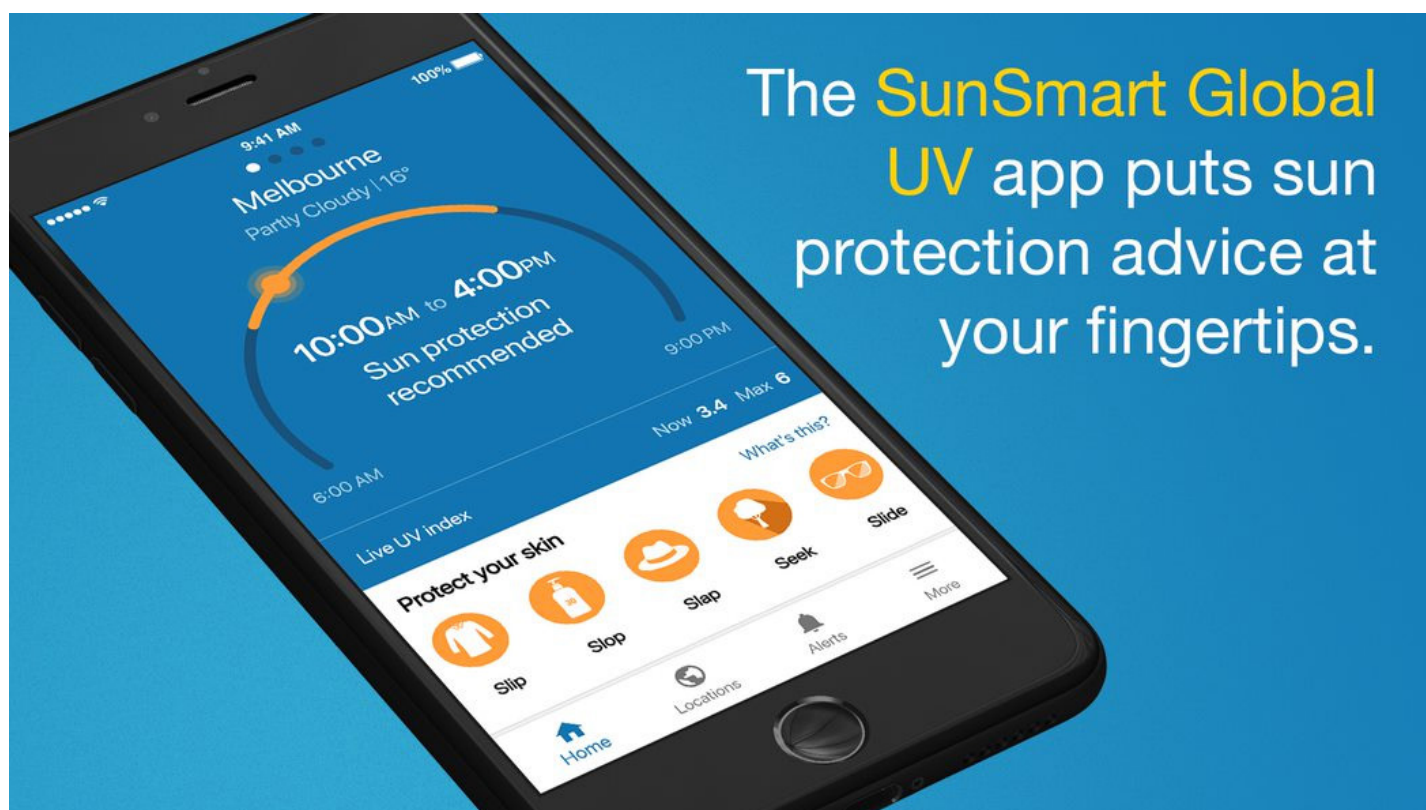 The SunSmart Global
UV app puts sun
protection advice at
your fingertips.
100%
9:41 AM
Melbourne
Partly Cloudy | 16°
10:00AM to 4:00PM
Sun protection
recommended
6:00 AM
9:00 PM
Live UV index
Now 3.4 Max 6
Protect your skin
What's this?
Slip
Slop
Slap
Seek
Slide
Home
Locations
Alerts
More